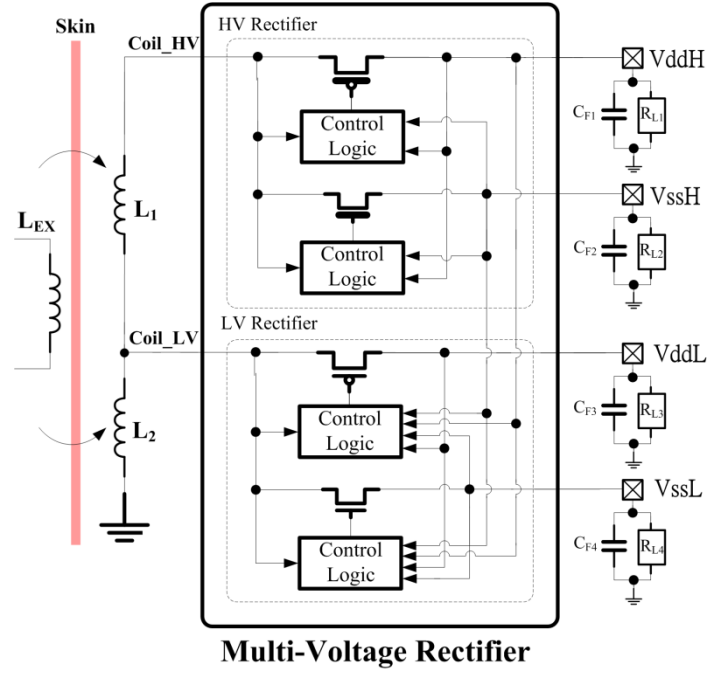 Skin
HV Rectifier
Coil_HV
VddH
Control
Logic
CF1
RL1
L1
LEX
VssH
Control
Logic
CF2
RL2
LV Rectifier
Coil_LV
VddL
L2
Control
Logic
CF3
RL3
VssL
Control
Logic
CF4
RL4
Multi-Voltage Rectifier